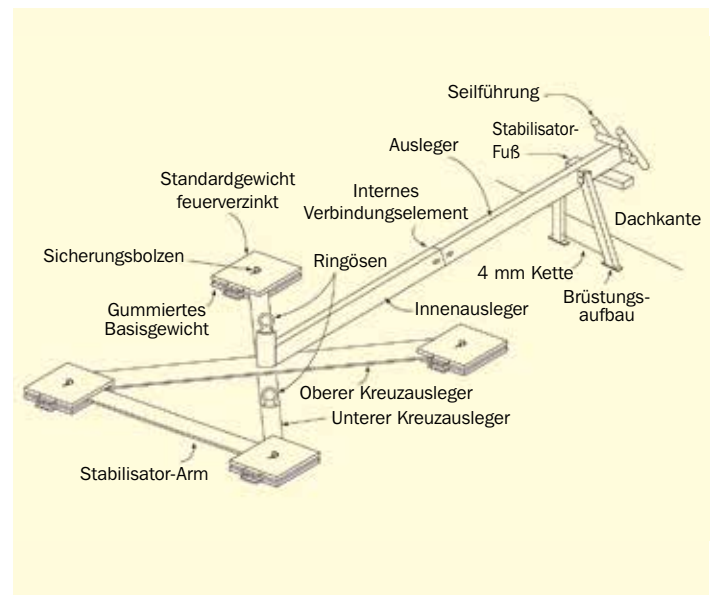 Seilführung
Stabilisator-
Fuß
Ausleger
Standardgewicht
feuerverzinkt
Internes
Verbindungselement
Dachkante
Sicherungsbolzen
Ringösen
4 mm Kette
Brüstungs-
aufbau
Gummiertes
Basisgewicht
Innenausleger
Oberer Kreuzausleger
Unterer Kreuzausleger
Stabilisator-Arm